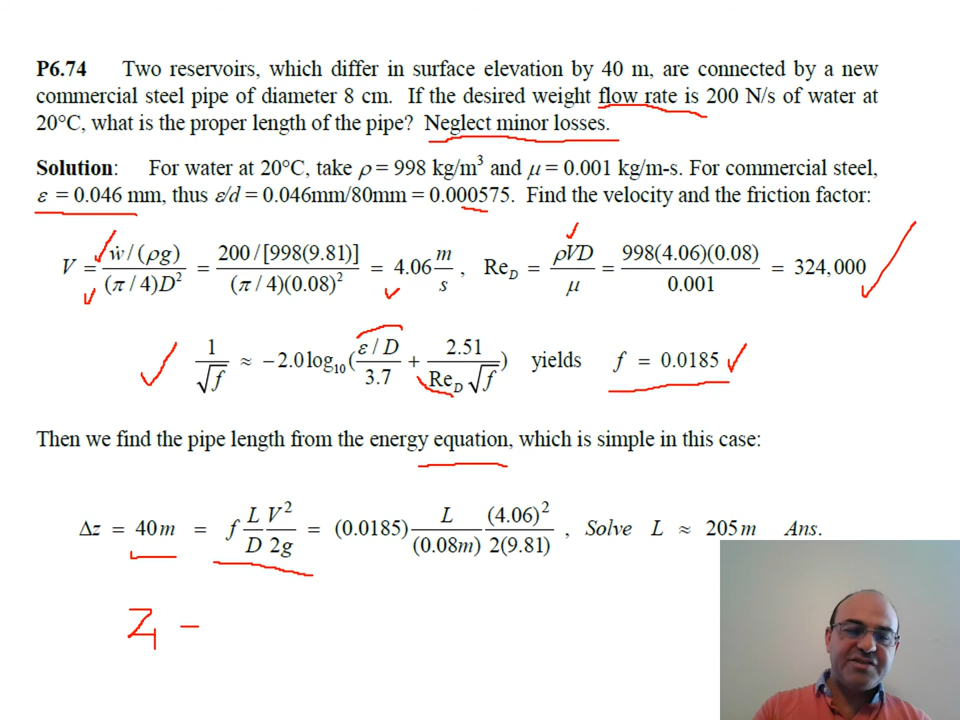 P6.74 Two reservoirs, which differ in surface elevation by 40 m, are connected by a new
commercial steel pipe of diameter 8 cm. If the desired weight flow rate is 200 N/s of water at
20°C, what is the proper length of the pipe? Neglect minor losses.
Solution: For water at 20°C, take ρ = 998 kg/m³ and μ = 0.001 kg/m-s. For commercial steel,
ε = 0.046 mm, thus ε/d = 0.046mm/80mm = 0.000575. Find the velocity and the friction factor:
V = ẇ/(ρg) / (π/4)D² = 200/[998(9.81)] / (π/4)(0.08)² = 4.06 m/s , Re_D = ρVD / μ = 998(4.06)(0.08) / 0.001 = 324,000
1/√f ≈ −2.0 log₁₀( ε/D / 3.7 + 2.51 / Re_D √f ) yields f = 0.0185
Then we find the pipe length from the energy equation, which is simple in this case:
Δz = 40m = f L/D V²/2g = (0.0185) L/(0.08m) (4.06)²/2(9.81) , Solve L ≈ 205m Ans.
Z₁ −